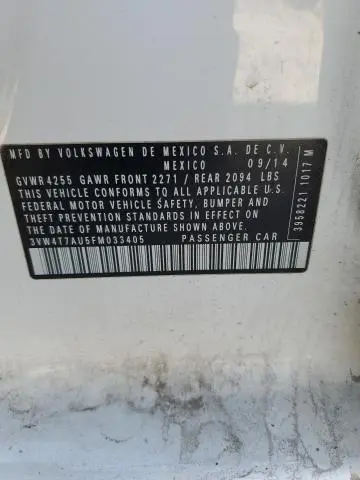 MFD BY VOLKSWAGEN DE MEXICO S.A. DE C.V.
MEXICO 09/14
GVWR 4255 GAWR FRONT 2271 / REAR 2094 LBS
THIS VEHICLE CONFORMS TO ALL APPLICABLE U.S.
FEDERAL MOTOR VEHICLE SAFETY, BUMPER AND
THEFT PREVENTION STANDARDS IN EFFECT ON
THE DATE OF MANUFACTURE SHOWN ABOVE.
3VW4T7AU5FM033405 PASSENGER CAR
3958221 1017M